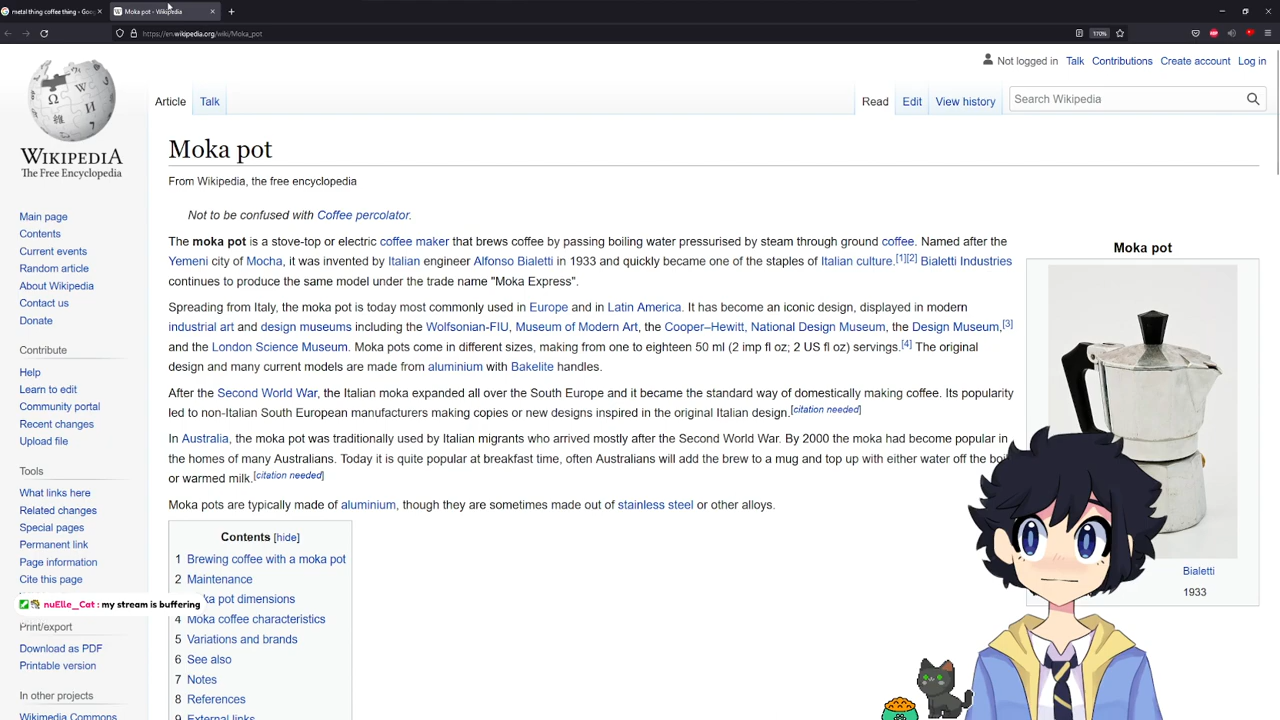 metal thing coffee thing - Goo
Moka pot - Wikipedia
https://en.wikipedia.org/wiki/Moka_pot
170%
Not logged in Talk Contributions Create account Log in
Article Talk
Read Edit View history
Search Wikipedia
WIKIPEDIA
The Free Encyclopedia
Main page
Contents
Current events
Random article
About Wikipedia
Contact us
Donate
Contribute
Help
Learn to edit
Community portal
Recent changes
Upload file
Tools
What links here
Related changes
Special pages
Permanent link
Page information
Cite this page
nuElle_Cat : my stream is buffering
Print/export
Download as PDF
Printable version
In other projects
Wikimedia Commons
Moka pot
From Wikipedia, the free encyclopedia
Not to be confused with Coffee percolator.
The moka pot is a stove-top or electric coffee maker that brews coffee by passing boiling water pressurised by steam through ground coffee. Named after the
Yemeni city of Mocha, it was invented by Italian engineer Alfonso Bialetti in 1933 and quickly became one of the staples of Italian culture.[1][2] Bialetti Industries
continues to produce the same model under the trade name "Moka Express".
Spreading from Italy, the moka pot is today most commonly used in Europe and in Latin America. It has become an iconic design, displayed in modern
industrial art and design museums including the Wolfsonian-FIU, Museum of Modern Art, the Cooper–Hewitt, National Design Museum, the Design Museum,[3]
and the London Science Museum. Moka pots come in different sizes, making from one to eighteen 50 ml (2 imp fl oz; 2 US fl oz) servings.[4] The original
design and many current models are made from aluminium with Bakelite handles.
After the Second World War, the Italian moka expanded all over the South Europe and it became the standard way of domestically making coffee. Its popularity
led to non-Italian South European manufacturers making copies or new designs inspired in the original Italian design.[citation needed]
In Australia, the moka pot was traditionally used by Italian migrants who arrived mostly after the Second World War. By 2000 the moka had become popular in
the homes of many Australians. Today it is quite popular at breakfast time, often Australians will add the brew to a mug and top up with either water off the boi
or warmed milk.[citation needed]
Moka pots are typically made of aluminium, though they are sometimes made out of stainless steel or other alloys.
Contents [hide]
1 Brewing coffee with a moka pot
2 Maintenance
ka pot dimensions
4 Moka coffee characteristics
5 Variations and brands
6 See also
7 Notes
8 References
9 External links
Moka pot
Bialetti
1933